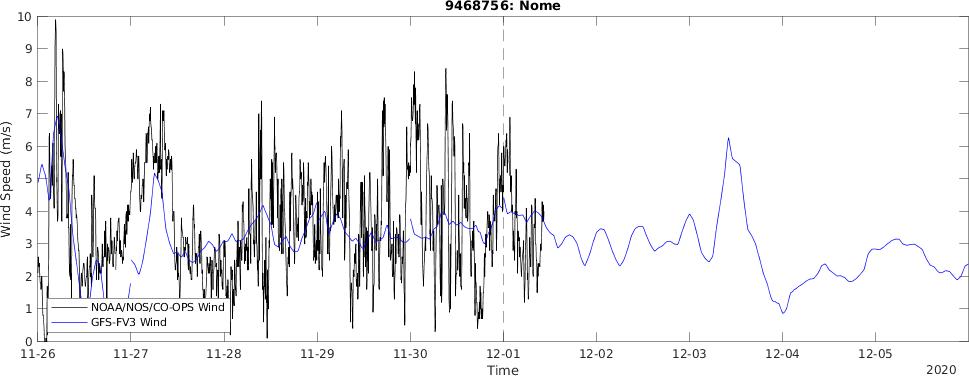 9468756: Nome
10
9
8
7
6
5
4
3
2
1
0
Wind Speed (m/s)
NOAA/NOS/CO-OPS Wind
GFS-FV3 Wind
11-26 11-27 11-28 11-29 11-30 12-01 12-02 12-03 12-04 12-05
Time
2020